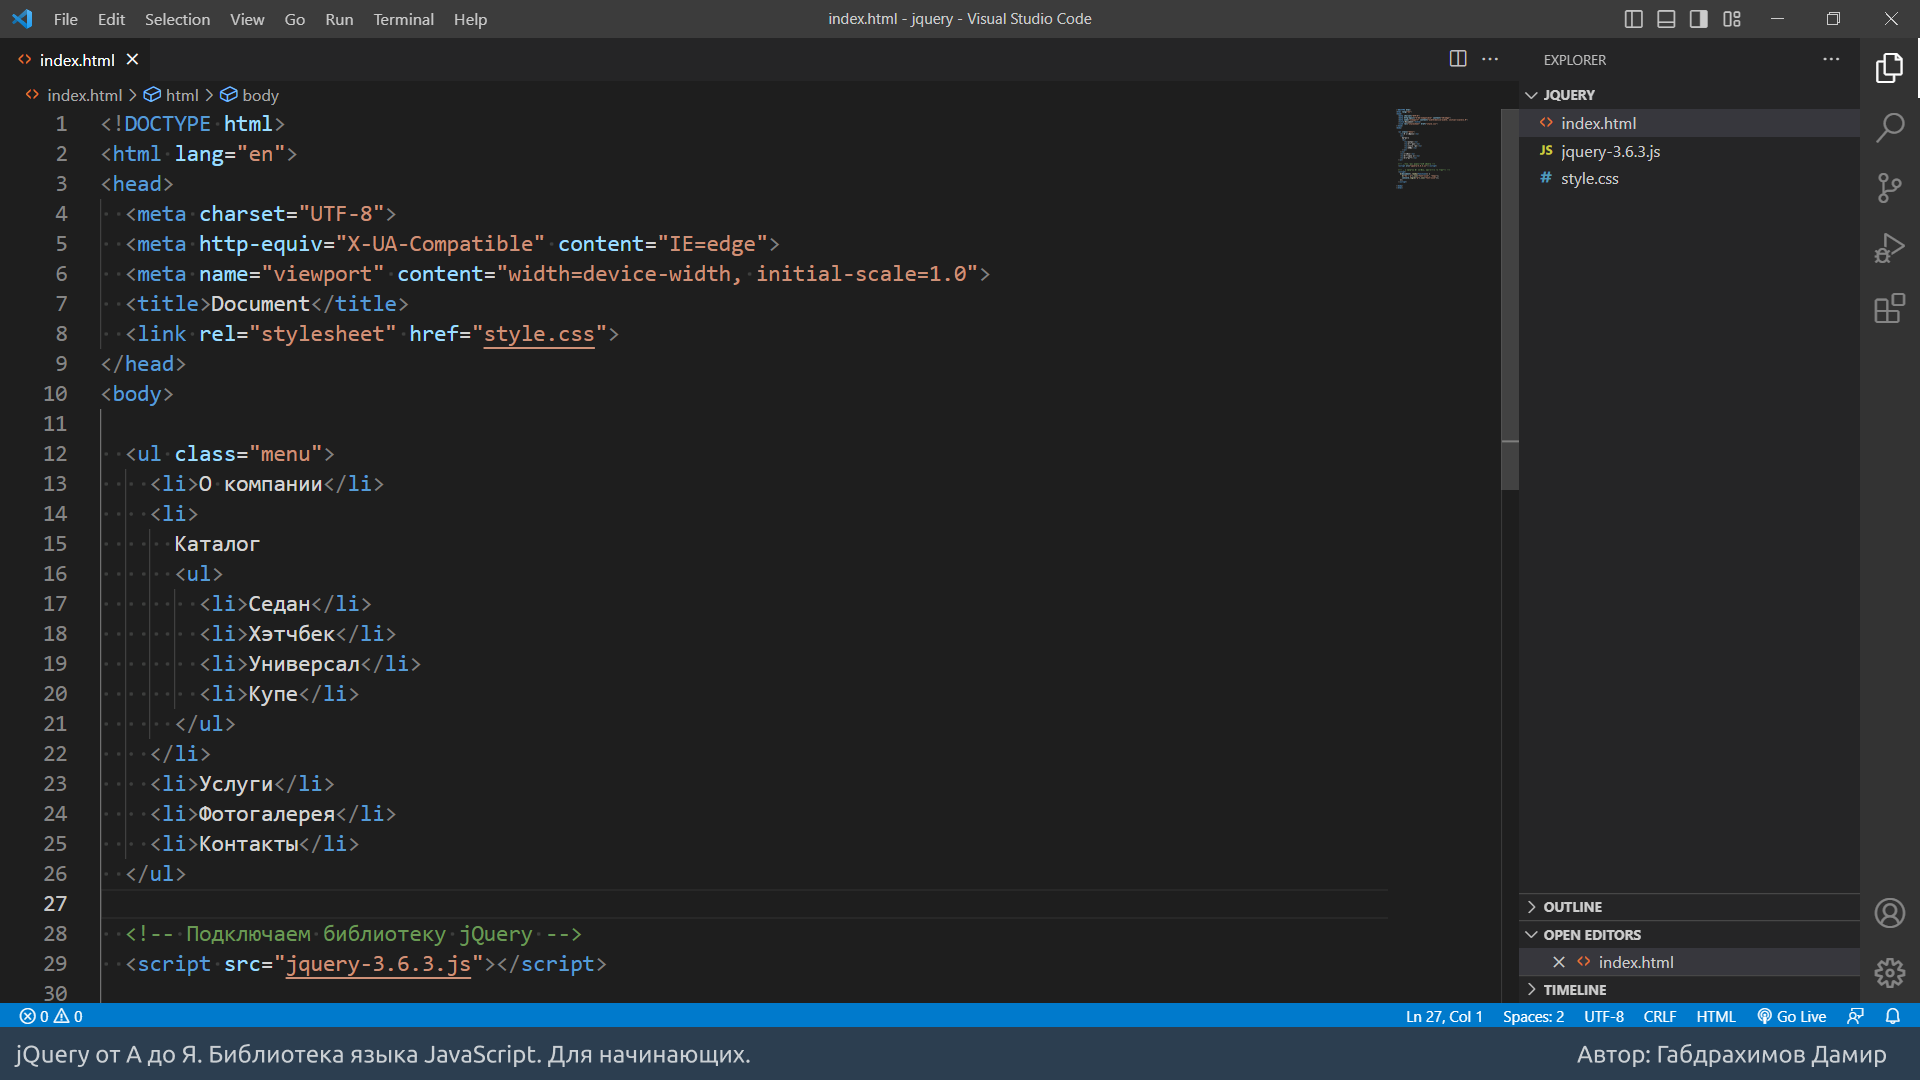 File Edit Selection View Go Run Terminal Help
index.html - jquery - Visual Studio Code
index.html
index.html > html > body
1 <!DOCTYPE html>
2 <html lang="en">
3 <head>
4 <meta charset="UTF-8">
5 <meta http-equiv="X-UA-Compatible" content="IE=edge">
6 <meta name="viewport" content="width=device-width, initial-scale=1.0">
7 <title>Document</title>
8 <link rel="stylesheet" href="style.css">
9 </head>
10 <body>
11
12 <ul class="menu">
13 <li>О компании</li>
14 <li>
15 Каталог
16 <ul>
17 <li>Седан</li>
18 <li>Хэтчбек</li>
19 <li>Универсал</li>
20 <li>Купе</li>
21 </ul>
22 </li>
23 <li>Услуги</li>
24 <li>Фотогалерея</li>
25 <li>Контакты</li>
26 </ul>
27
28 <!-- Подключаем библиотеку jQuery -->
29 <script src="jquery-3.6.3.js"></script>
30
EXPLORER
JQUERY
index.html
JS jquery-3.6.3.js
# style.css
OUTLINE
OPEN EDITORS
index.html
TIMELINE
0 0
Ln 27, Col 1 Spaces: 2 UTF-8 CRLF HTML Go Live
jQuery от А до Я. Библиотека языка JavaScript. Для начинающих.
Автор: Габдрахимов Дамир